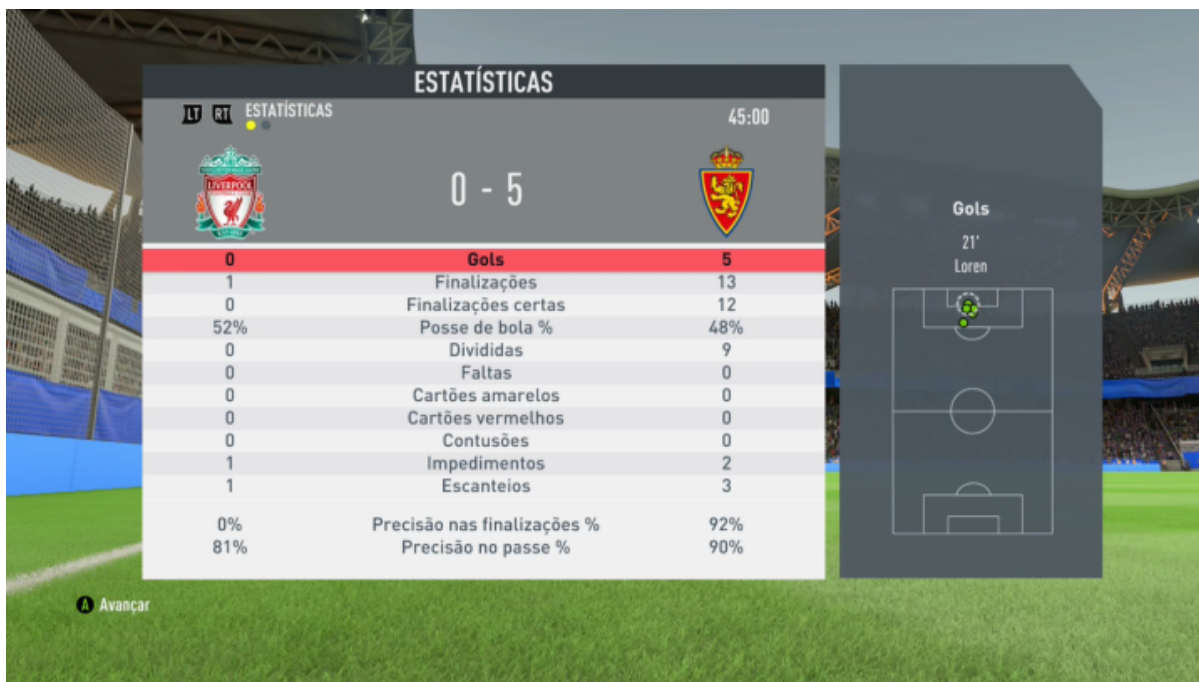 ESTATÍSTICAS
LT RT ESTATÍSTICAS
45:00
LIVERPOOL
0 - 5
0 Gols 5
1 Finalizações 13
0 Finalizações certas 12
52% Posse de bola % 48%
0 Divididas 9
0 Faltas 0
0 Cartões amarelos 0
0 Cartões vermelhos 0
0 Contusões 0
1 Impedimentos 2
1 Escanteios 3
0% Precisão nas finalizações % 92%
81% Precisão no passe % 90%
Gols
21'
Loren
A Avançar